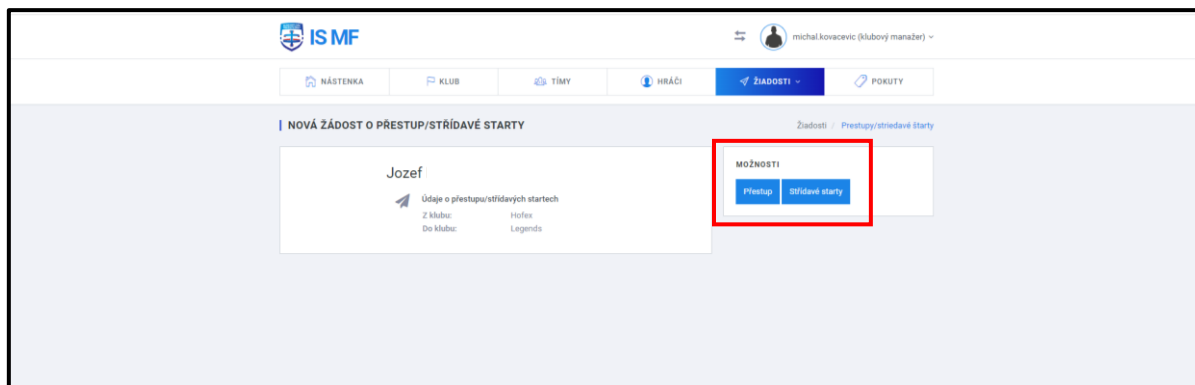 IS MF
michal.kovacevic (klubový manažer)
NÁSTENKA KLUB TÍMY HRÁČI ŽIADOSTI POKUTY
NOVÁ ŽÁDOST O PŘESTUP/STŘÍDAVÉ STARTY
Žiadosti / Prestupy/striedavé štarty
Jozef
Údaje o přestupu/střídavých startech
Z klubu: Hofex
Do klubu: Legends
MOŽNOSTI
Přestup Střídavé starty